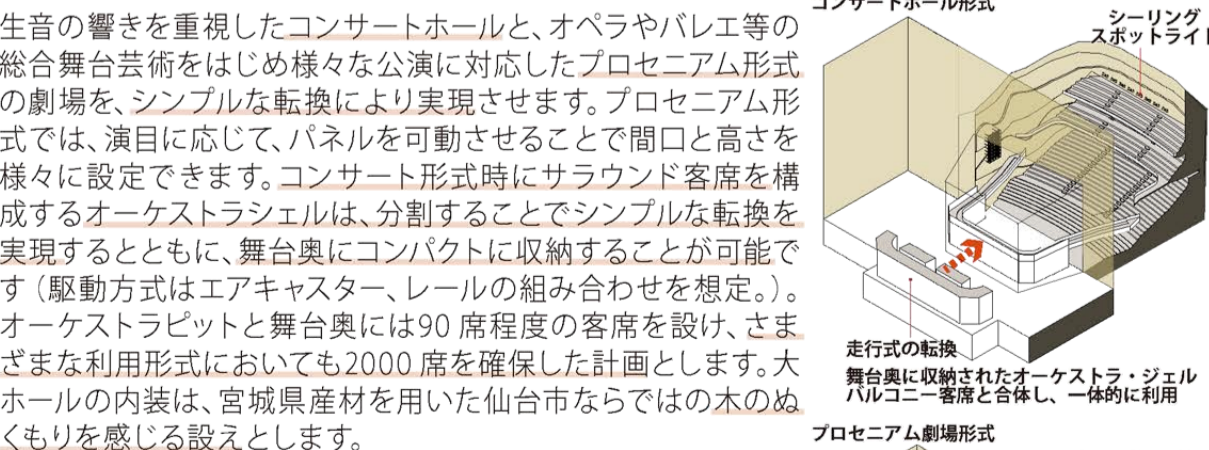 生音の響きを重視したコンサートホールと、オペラやバレエ等の
総合舞台芸術をはじめ様々な公演に対応したプロセニアム形式
の劇場を、シンプルな転換により実現させます。プロセニアム形
式では、演目に応じて、パネルを可動させることで間口と高さを
様々に設定できます。コンサート形式時にサラウンド客席を構
成するオーケストラシェルは、分割することでシンプルな転換を
実現するとともに、舞台奥にコンパクトに収納することが可能で
す（駆動方式はエアキャスター、レールの組み合わせを想定。）。
オーケストラピットと舞台奥には90 席程度の客席を設け、さま
ざまな利用形式においても2000 席を確保した計画とします。大
ホールの内装は、宮城県産材を用いた仙台市ならではの木のぬ
くもりを感じる設えとします。
コンサートホール形式
シーリング
スポットライト
走行式の転換
舞台奥に収納されたオーケストラ・ジェル
バルコニー客席と合体し、一体的に利用
プロセニアム劇場形式